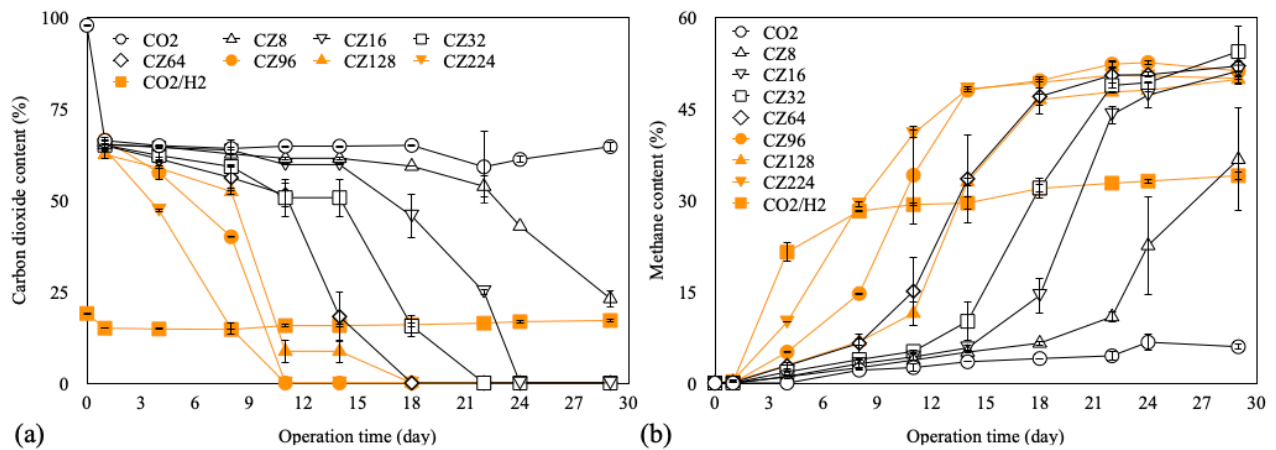 100
75
50
25
0
Carbon dioxide content (%)
CO2 CZ8 CZ16 CZ32
CZ64 CZ96 CZ128 CZ224
CO2/H2
0 3 6 9 12 15 18 21 24 27 30
Operation time (day)
(a)
60
45
30
15
0
Methane content (%)
CO2
CZ8
CZ16
CZ32
CZ64
CZ96
CZ128
CZ224
CO2/H2
0 3 6 9 12 15 18 21 24 27 30
Operation time (day)
(b)